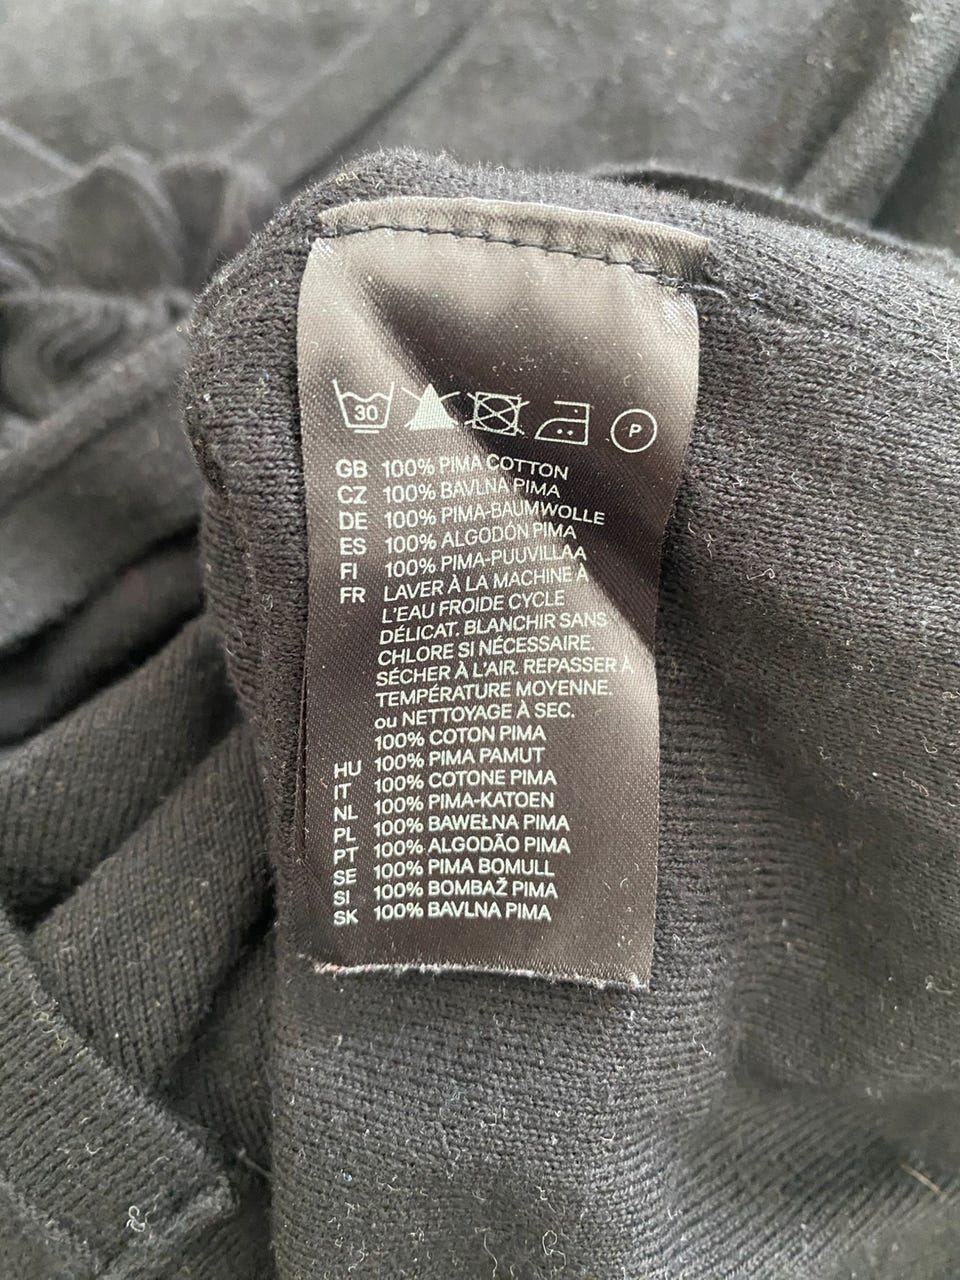 30 P
GB 100% PIMA COTTON
CZ 100% BAVLNA PIMA
DE 100% PIMA-BAUMWOLLE
ES 100% ALGODÓN PIMA
FI 100% PIMA-PUUVILLAA
FR LAVER À LA MACHINE À
L'EAU FROIDE CYCLE
DÉLICAT. BLANCHIR SANS
CHLORE SI NÉCESSAIRE.
SÉCHER À L'AIR. REPASSER À
TEMPÉRATURE MOYENNE.
ou NETTOYAGE À SEC.
100% COTON PIMA
HU 100% PIMA PAMUT
IT 100% COTONE PIMA
NL 100% PIMA-KATOEN
PL 100% BAWEŁNA PIMA
PT 100% ALGODÃO PIMA
SE 100% PIMA BOMULL
SI 100% BOMBAŽ PIMA
SK 100% BAVLNA PIMA